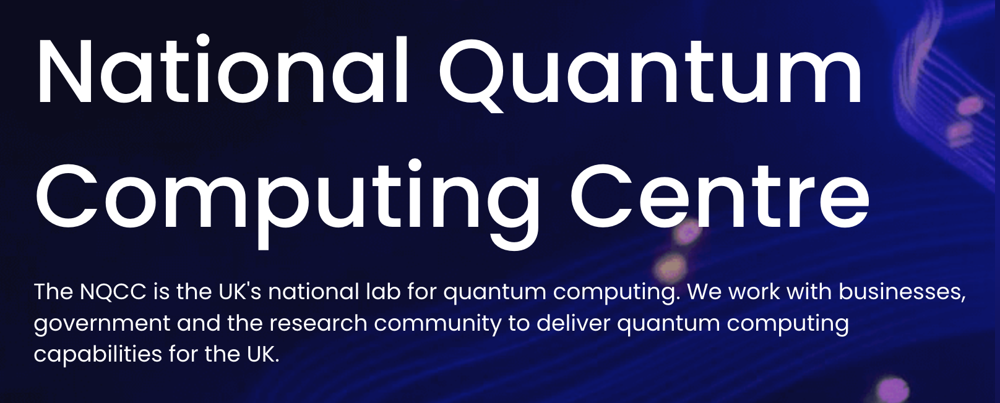 National Quantum
Computing Centre
The NQCC is the UK's national lab for quantum computing. We work with businesses,
government and the research community to deliver quantum computing
capabilities for the UK.